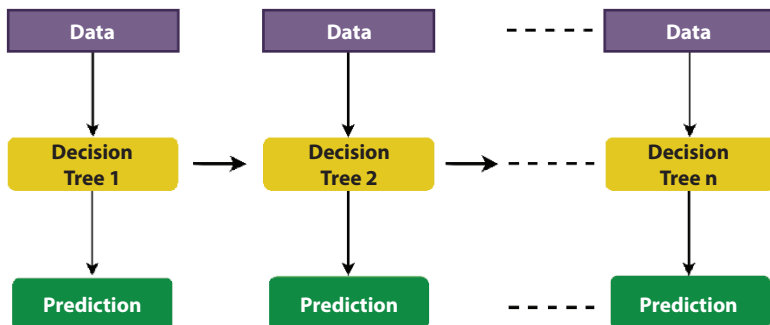 Data
Data
Data
Decision
Tree 1
Decision
Tree 2
Decision
Tree n
Prediction
Prediction
Prediction